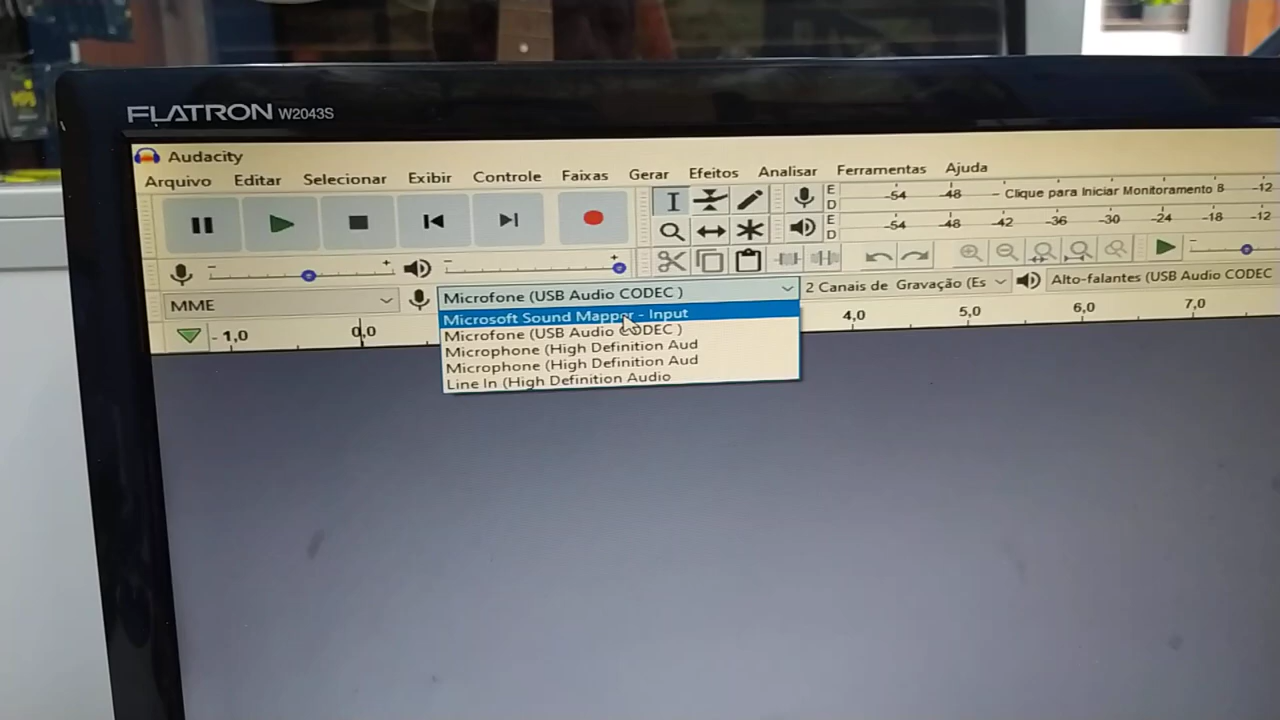 FLATRON W2043S
Audacity
Arquivo Editar Selecionar Exibir Controle Faixas Gerar Efeitos Analisar Ferramentas Ajuda
E
D
-54 -48 - Clique para Iniciar Monitoramento -12
E
D
-54 -48 -42 -36 -30 -24 -18 -12
- + - +
MME
Microfone (USB Audio CODEC )
2 Canais de Gravação (Es
Alto-falantes (USB Audio CODEC
Microsoft Sound Mapper - Input
Microfone (USB Audio CODEC )
Microphone (High Definition Aud
Microphone (High Definition Aud
Line In (High Definition Audio
- 1,0 0,0 4,0 5,0 6,0 7,0